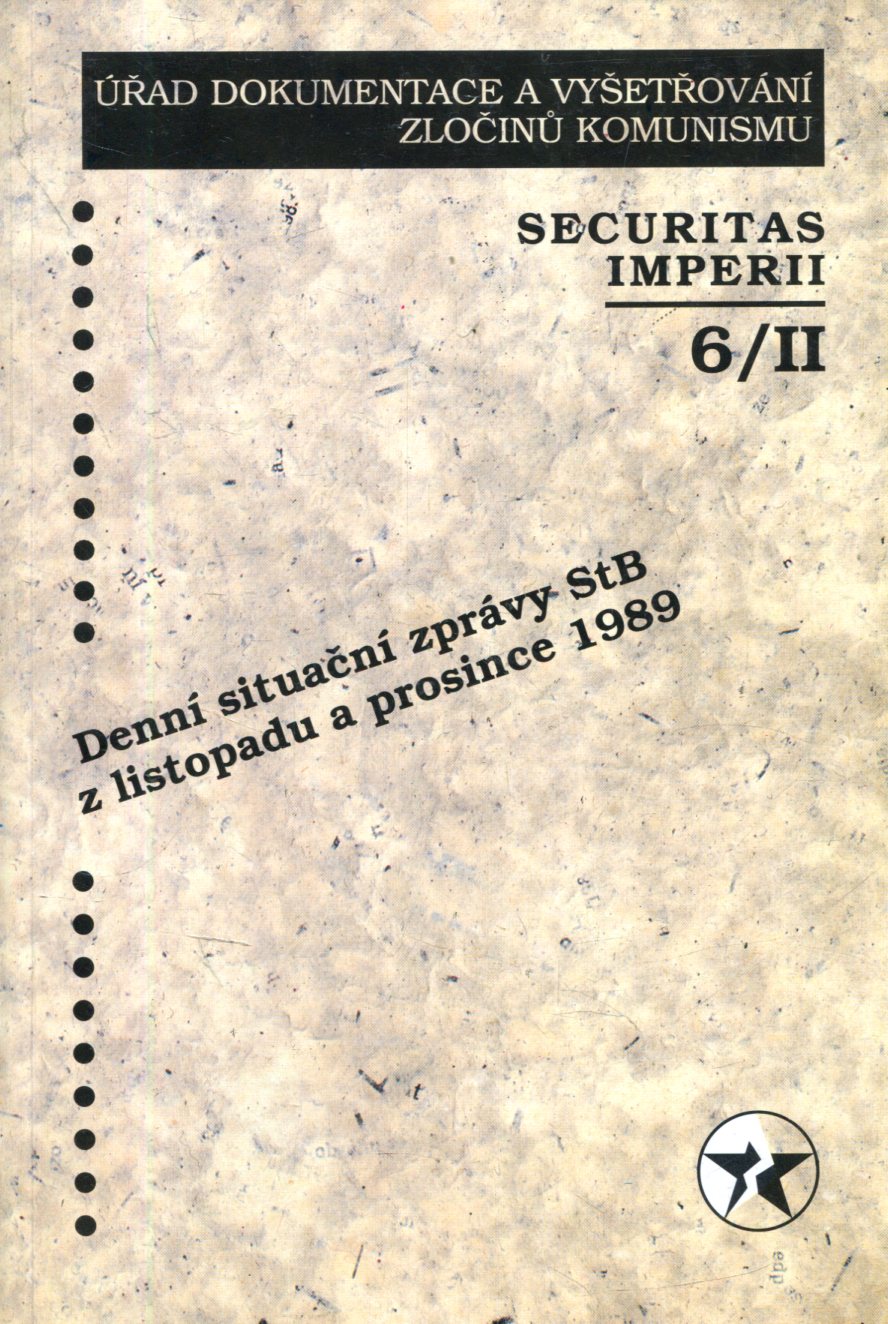 ÚŘAD DOKUMENTACE A VYŠETŘOVÁNÍ
ZLOČINŮ KOMUNISMU
SECURITAS
IMPERII
6/II
Denní situační zprávy StB
z listopadu a prosince 1989